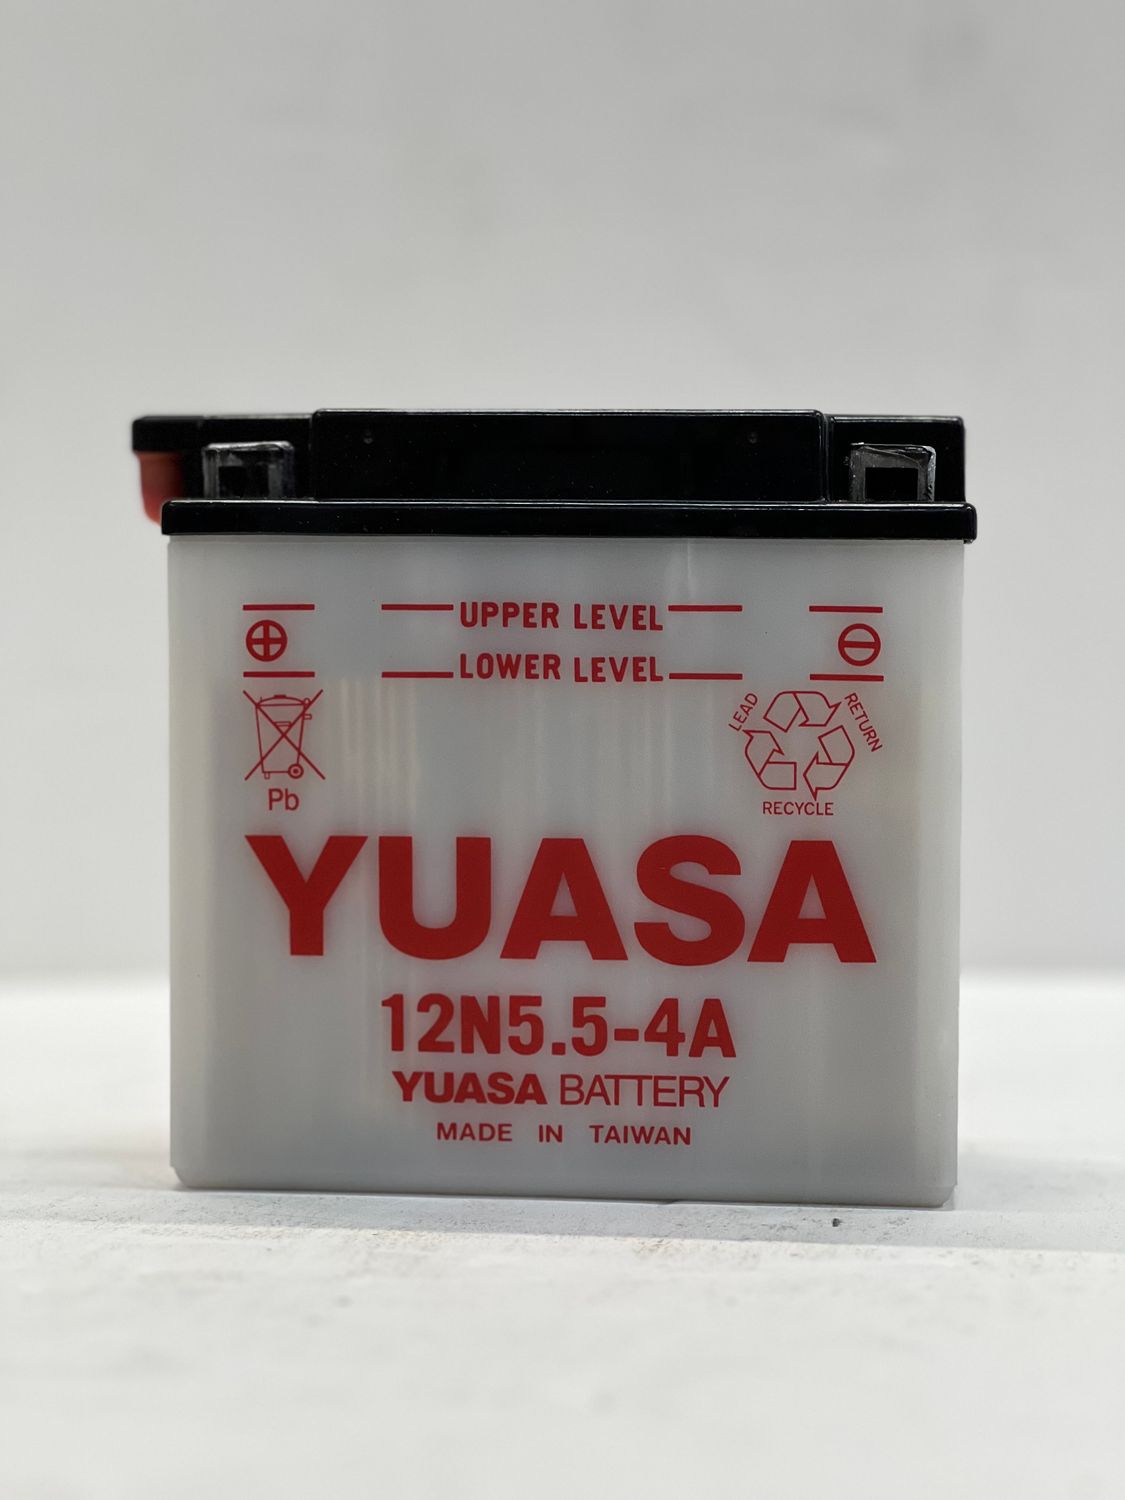 UPPER LEVEL
LOWER LEVEL
Pb
LEAD
RETURN
RECYCLE
YUASA
12N5.5-4A
YUASA BATTERY
MADE IN TAIWAN